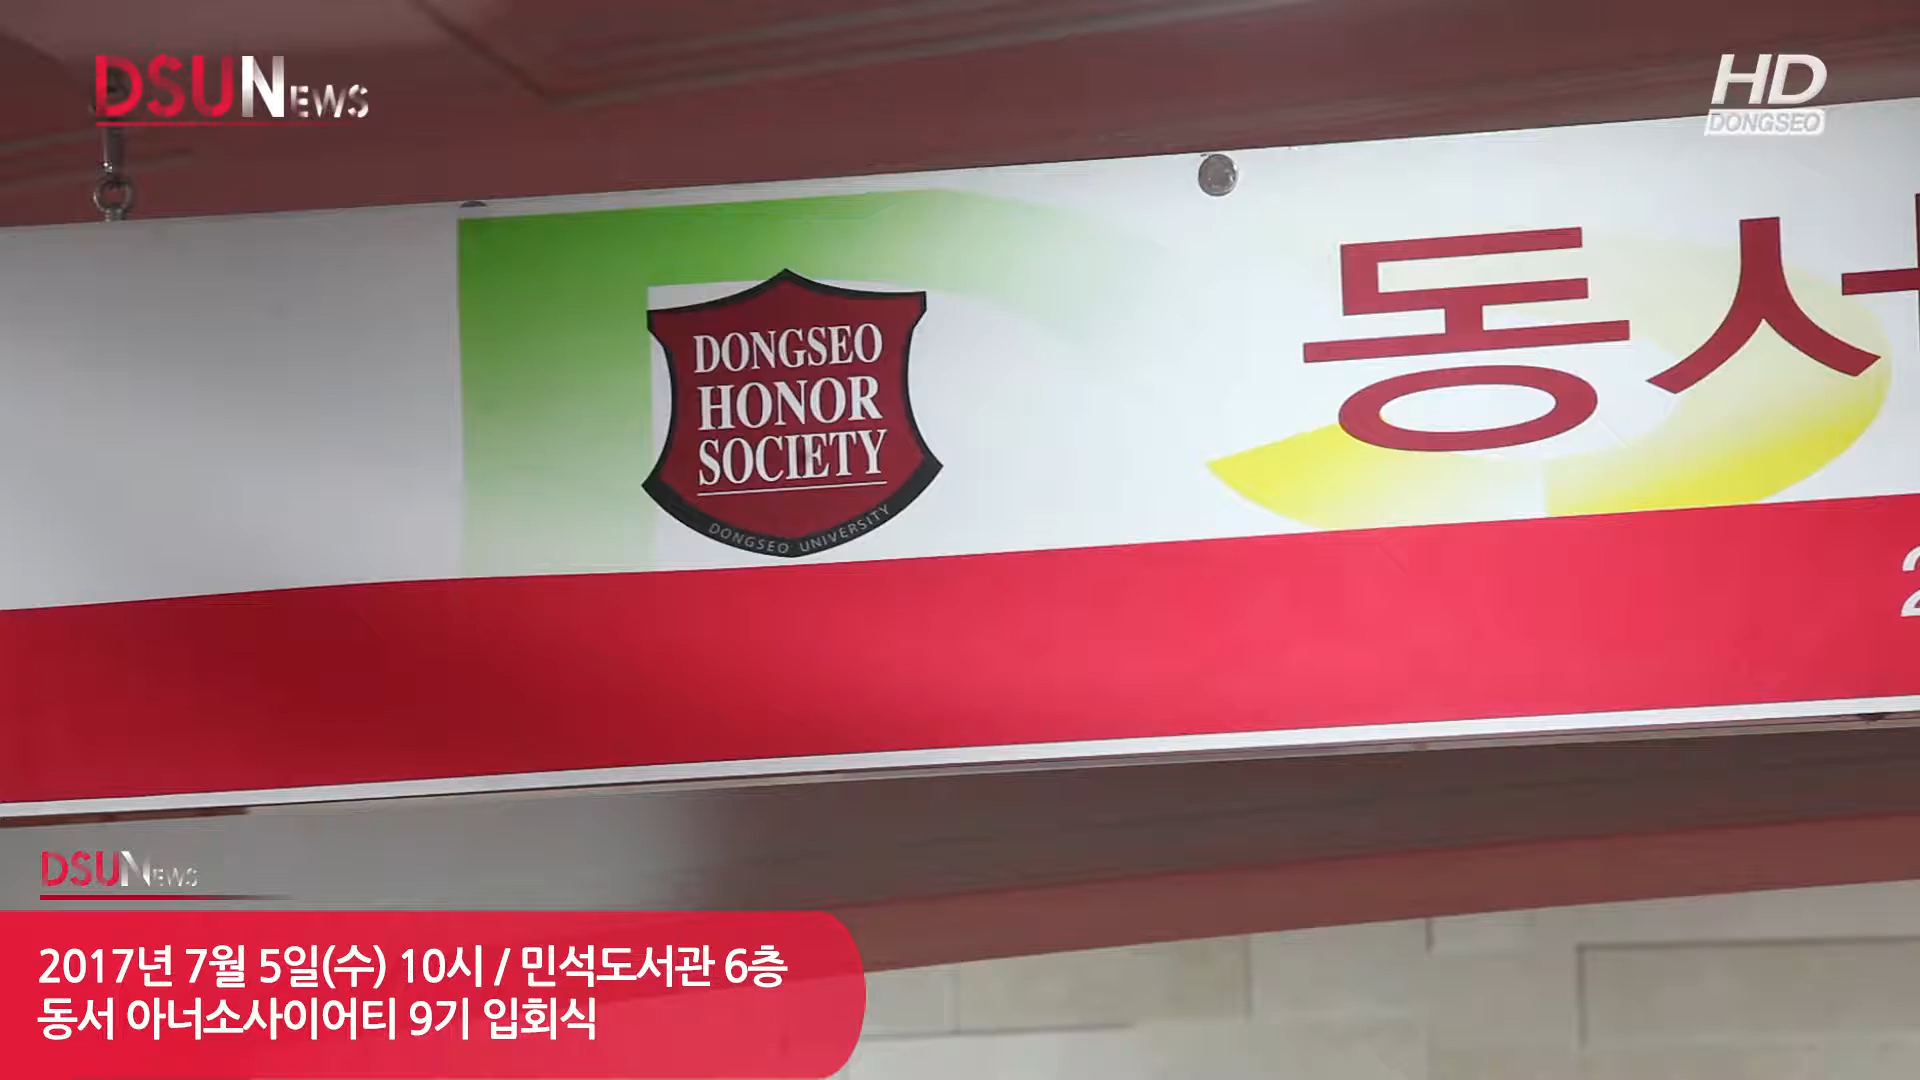 DSUNEWS
HD
DONGSEO
동서
DONGSEO
HONOR
SOCIETY
DONGSEO UNIVERSITY
DSUNEWS
2017년 7월 5일(수) 10시 / 민석도서관 6층
동서 아너소사이어티 9기 입회식